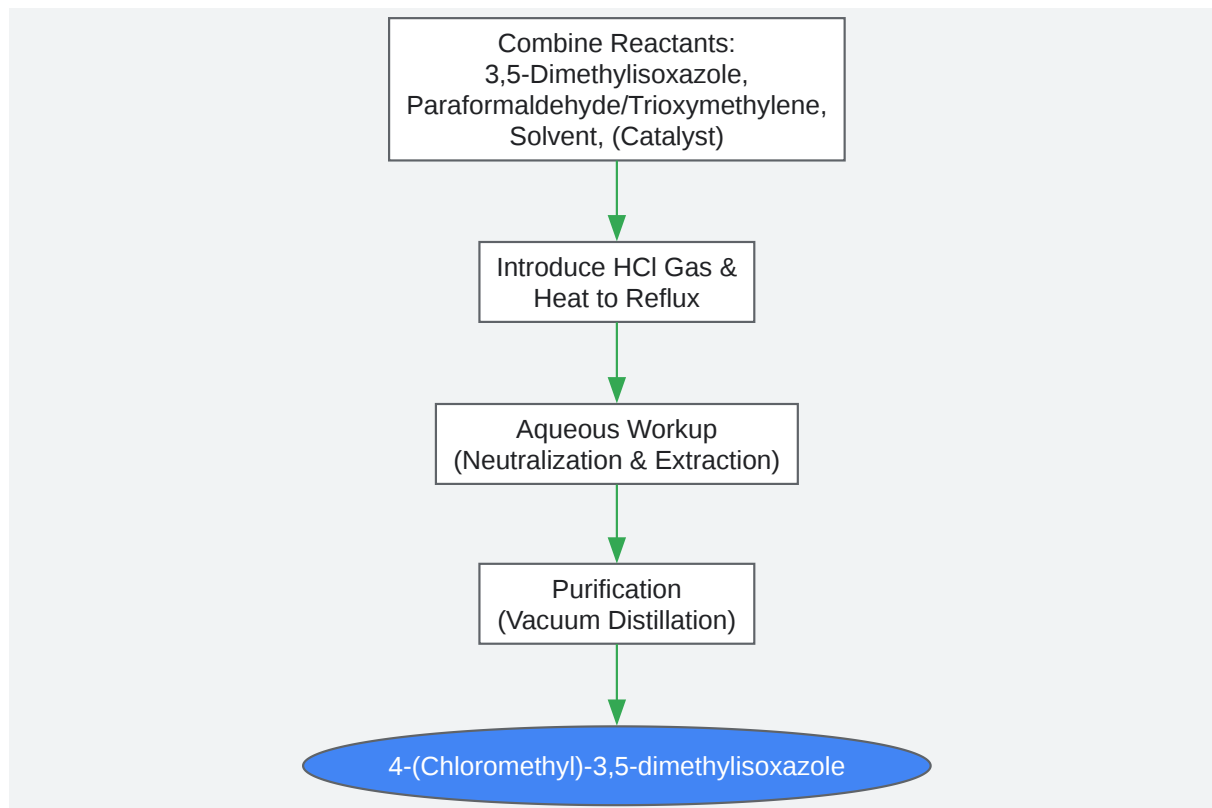 Combine Reactants:
3,5-Dimethylisoxazole,
Paraformaldehyde/Trioxymethylene,
Solvent, (Catalyst)
Introduce HCl Gas &
Heat to Reflux
Aqueous Workup
(Neutralization & Extraction)
Purification
(Vacuum Distillation)
4-(Chloromethyl)-3,5-dimethylisoxazole